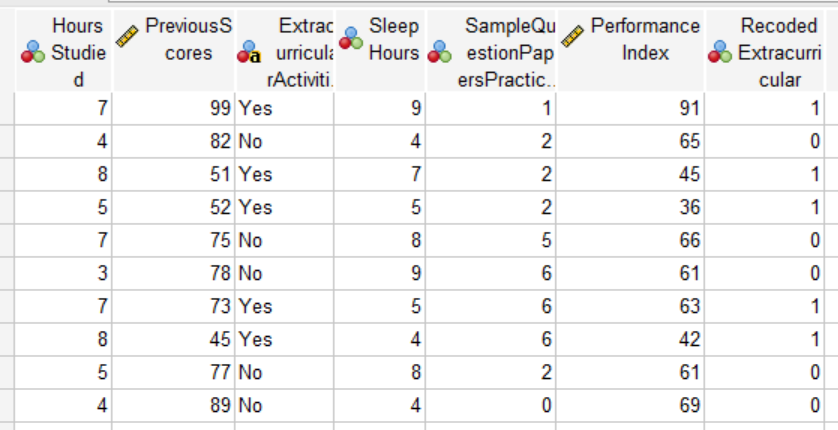 Hours Studie d PreviousS cores Extrac urricula rActiviti. Sleep Hours SampleQu estionPap ersPractic.. Performance Index Recoded Extracurri cular
7 99 Yes 9 1 91 1
4 82 No 4 2 65 0
8 51 Yes 7 2 45 1
5 52 Yes 5 2 36 1
7 75 No 8 5 66 0
3 78 No 9 6 61 0
7 73 Yes 5 6 63 1
8 45 Yes 4 6 42 1
5 77 No 8 2 61 0
4 89 No 4 0 69 0